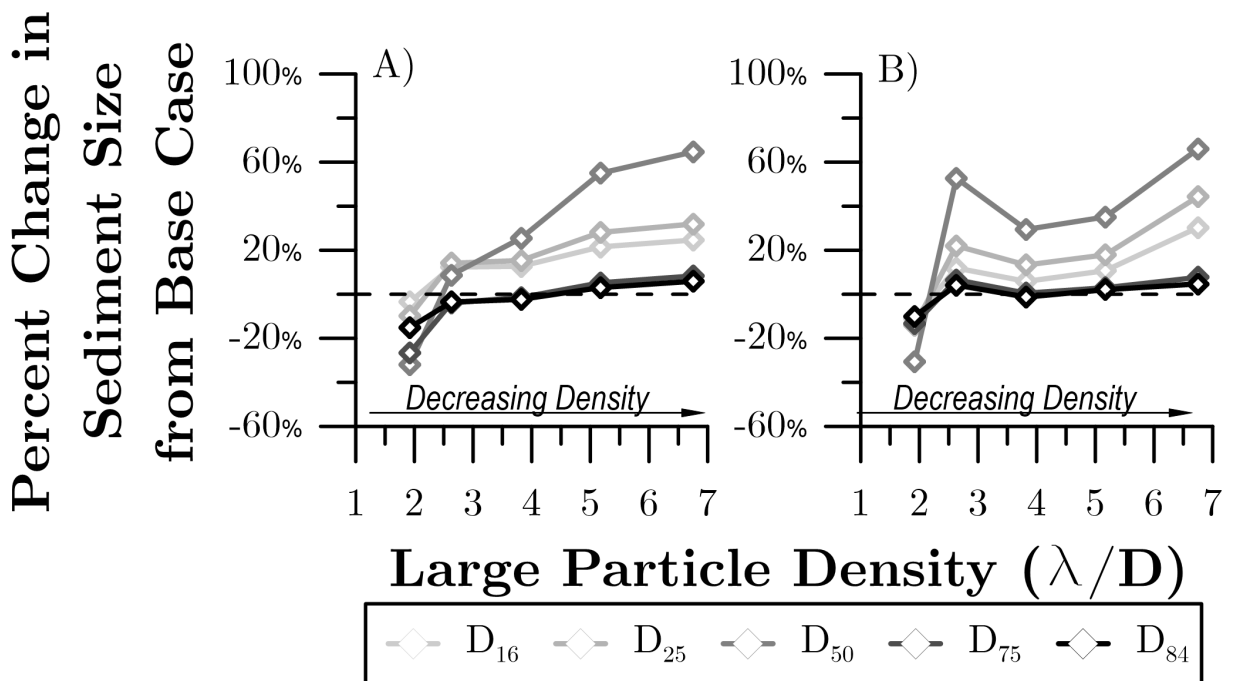 Percent Change in
Sediment Size
from Base Case
A)
100%
60%
20%
-20%
-60%
Decreasing Density
1 2 3 4 5 6 7
B)
100%
60%
20%
-20%
-60%
Decreasing Density
1 2 3 4 5 6 7
Large Particle Density (λ/D)
D16 D25 D50 D75 D84